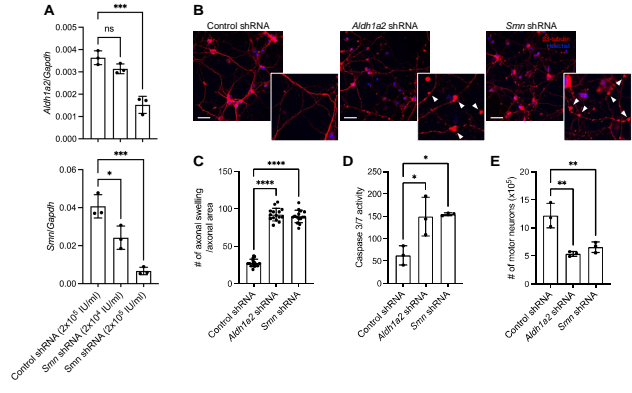 A
***
ns
Aldh1a2/Gapdh
0.005
0.004
0.003
0.002
0.001
0.000
***
*
Smn/Gapdh
0.06
0.04
0.02
0.00
Control shRNA (2x10⁵ IU/ml)
Smn shRNA (2x10⁴ IU/ml)
Smn shRNA (2x10⁵ IU/ml)
B
Control shRNA
Aldh1a2 shRNA
Smn shRNA
C
# of axonal swelling
/axonal area
150
100
50
0
****
****
Control shRNA
Aldh1a2 shRNA
Smn shRNA
D
Caspase 3/7 activity
250
200
150
100
50
0
*
*
Control shRNA
Aldh1a2 shRNA
Smn shRNA
E
# of motor neurons (x10⁵)
20
15
10
5
0
**
**
Control shRNA
Aldh1a2 shRNA
Smn shRNA